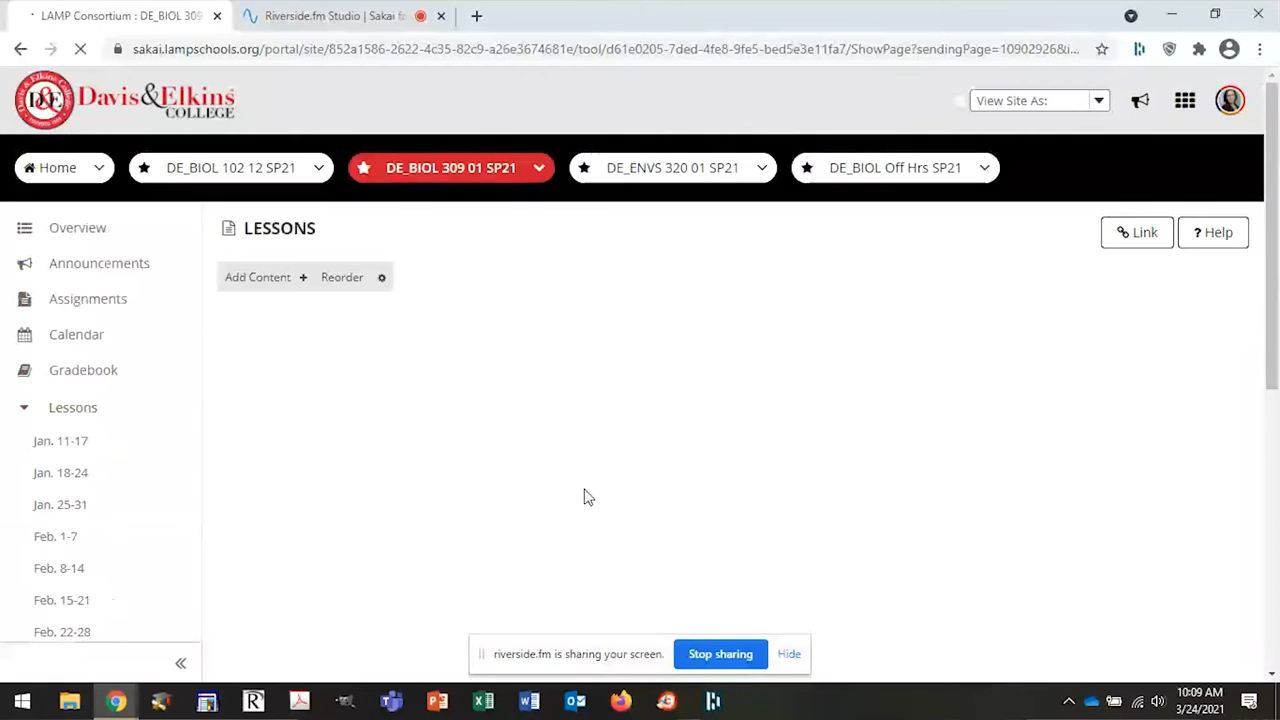 LAMP Consortium : DE_BIOL 309
Riverside.fm Studio | Sakai fa
sakai.lampschools.org/portal/site/852a1586-2622-4c35-82c9-a26e3674681e/tool/d61e0205-7ded-4fe8-9fe5-bed5e3e11fa7/ShowPage?sendingPage=109029268&i...
D&E
Davis&Elkins
COLLEGE
View Site As:
Home
DE_BIOL 102 12 SP21
DE_BIOL 309 01 SP21
DE_ENVS 320 01 SP21
DE_BIOL Off Hrs SP21
Overview
Announcements
Assignments
Calendar
Gradebook
Lessons
Jan. 11-17
Jan. 18-24
Jan. 25-31
Feb. 1-7
Feb. 8-14
Feb. 15-21
Feb. 22-28
LESSONS
Link
? Help
Add Content +
Reorder
riverside.fm is sharing your screen.
Stop sharing
Hide
10:09 AM
3/24/2021